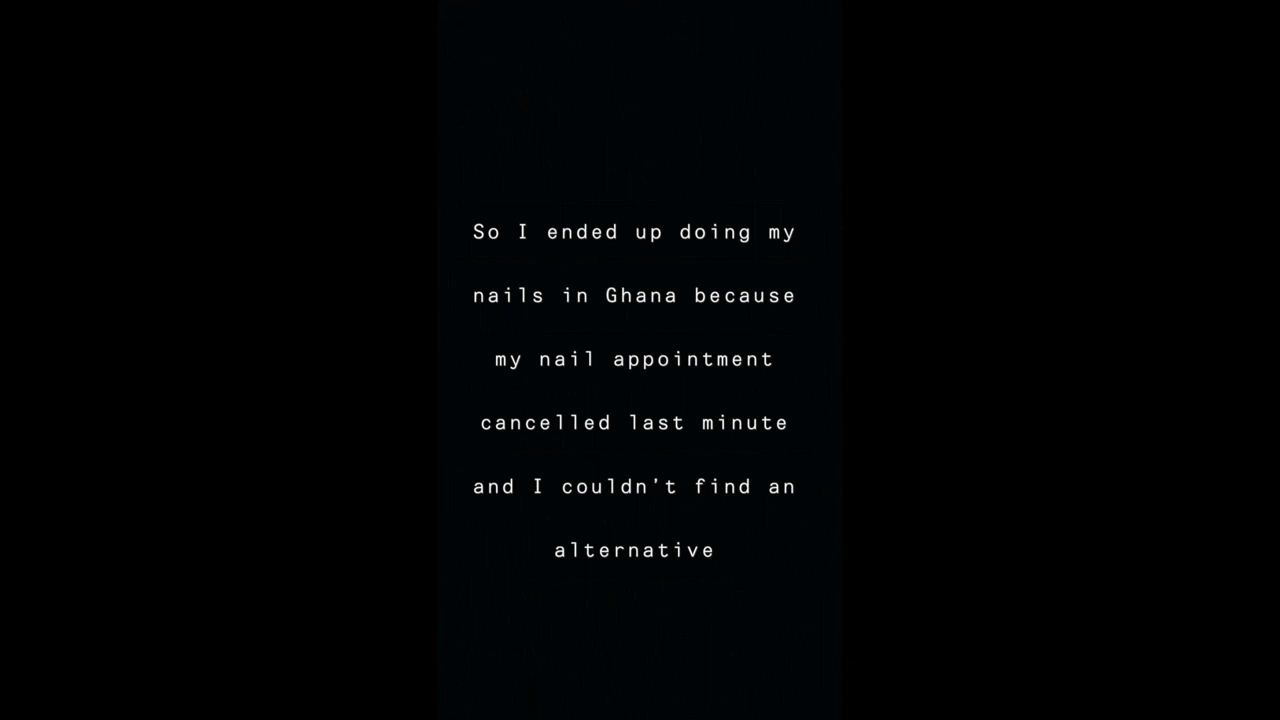 So I ended up doing my
nails in Ghana because
my nail appointment
cancelled last minute
and I couldn't find an
alternative